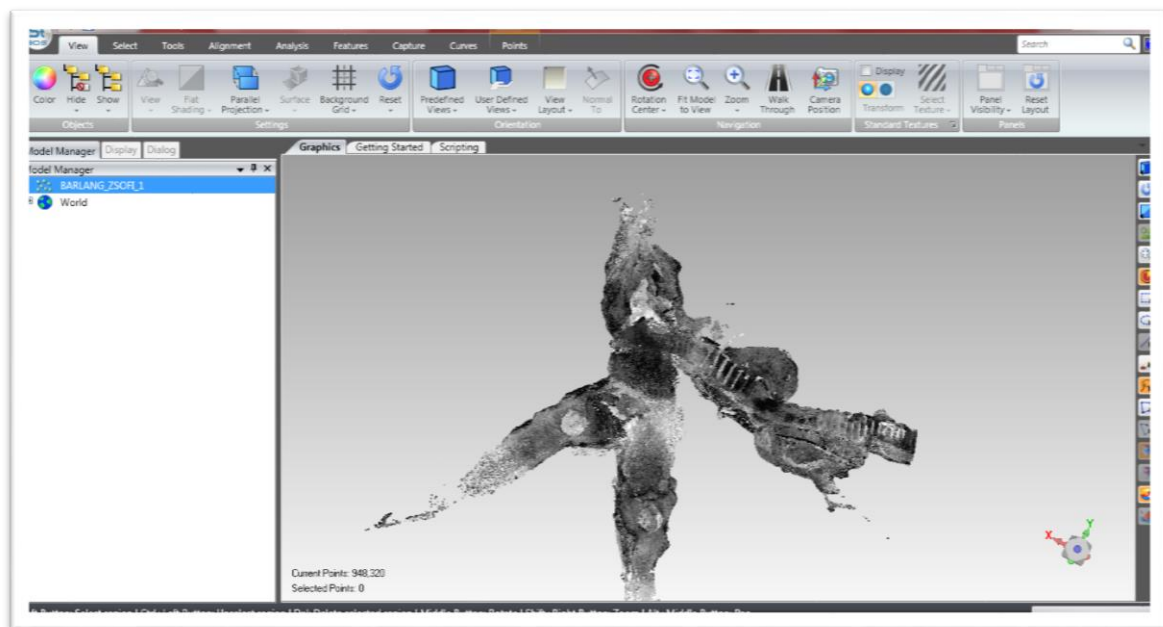 View Select Tools Alignment Analysis Features Capture Curves Points Search
Display
Color Hide Show View Flat Shading Parallel Projection Surface Background Grid Reset Predefined Views User Defined Views View Layout Normal To Rotation Center Fit Model to View Zoom Walk Through Camera Position Transform Select Texture Panel Visibility Reset Layout
Objects Settings Orientation Navigation Standard Textures Panels
Model Manager Display Dialog Graphics Getting Started Scripting
Model Manager
BARLANG_ZSOFI_1
World
Y
X
Current Points: 948,320
Selected Points: 0